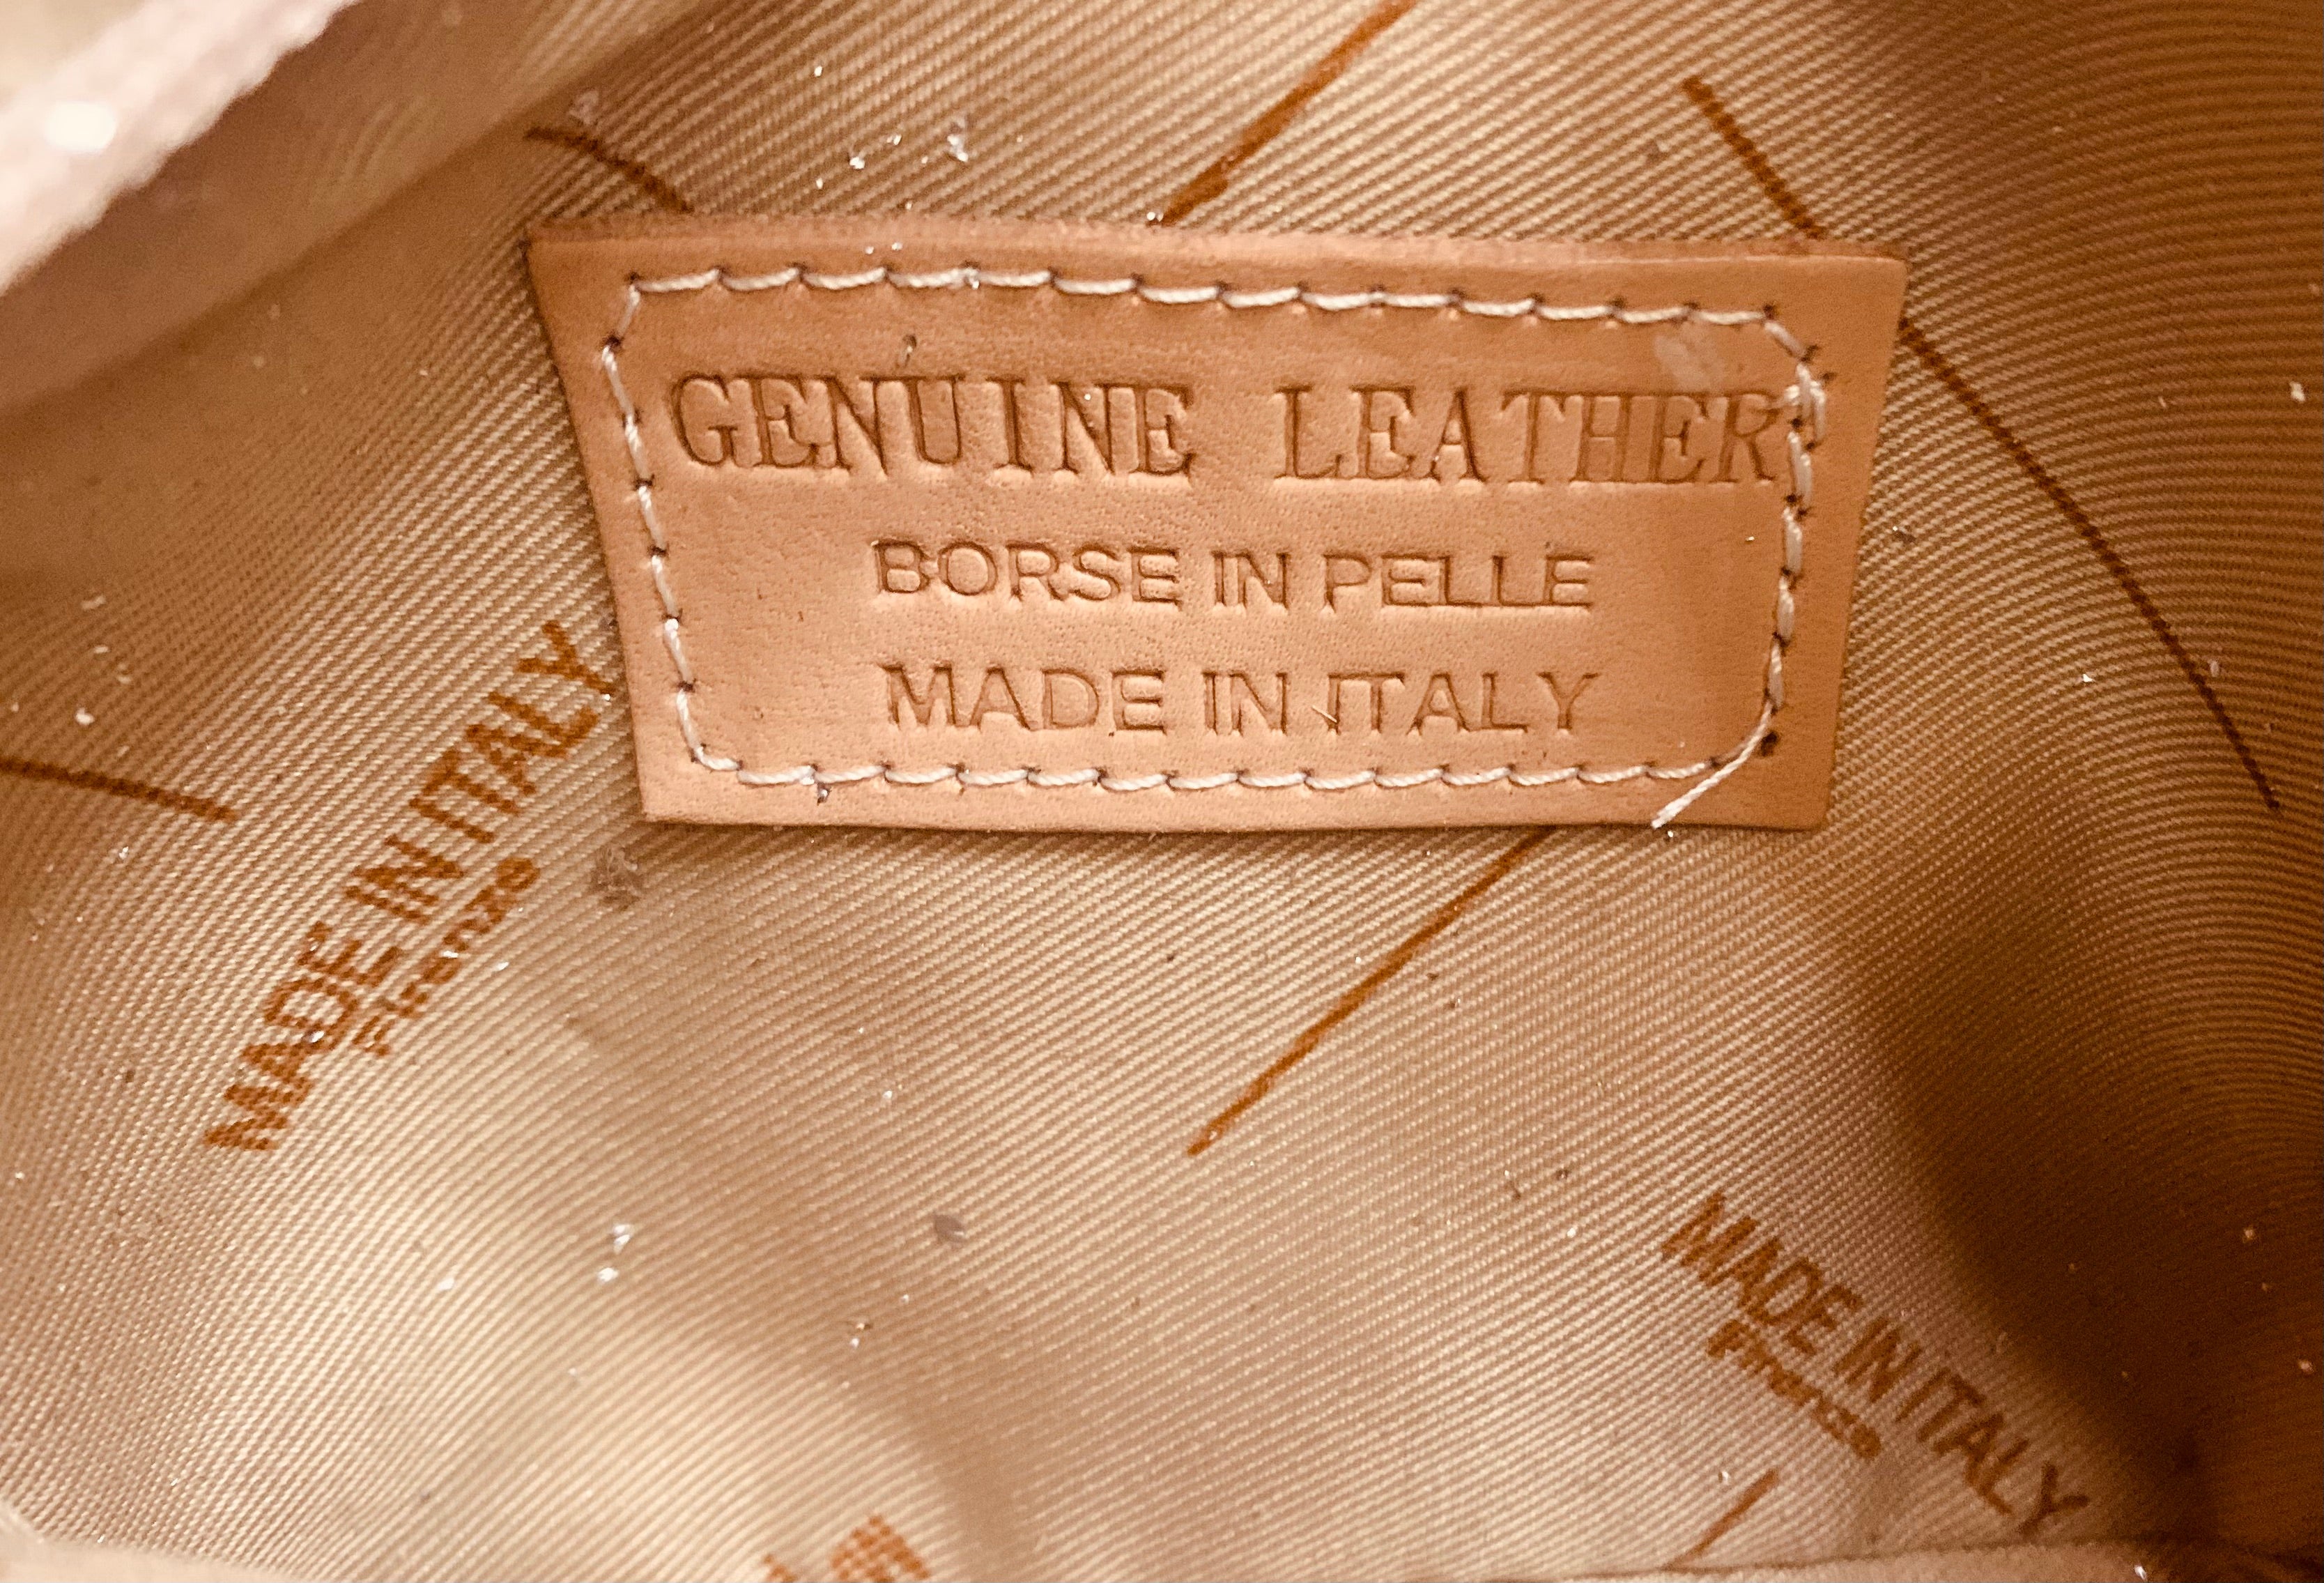 GENUINE LEATHER
BORSE IN PELLE
MADE IN ITALY
MADE IN ITALY
Firenze
MADE IN ITALY
Firenze